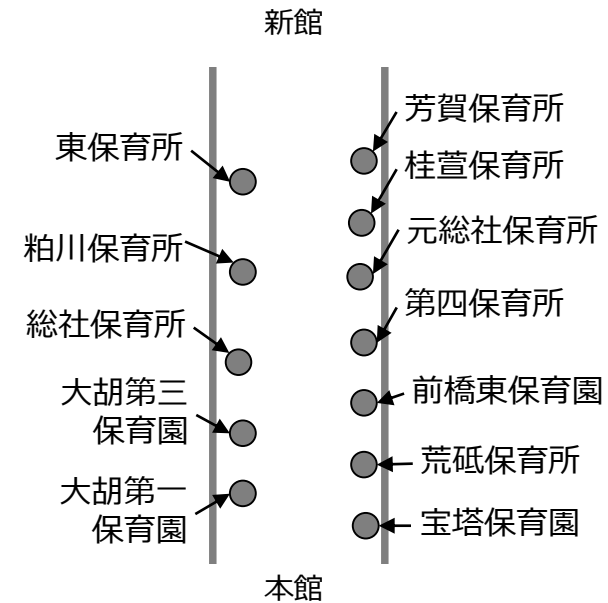 新館
東保育所
粕川保育所
総社保育所
大胡第三
保育園
大胡第一
保育園
芳賀保育所
桂萱保育所
元総社保育所
第四保育所
前橋東保育園
荒砥保育所
宝塔保育園
本館